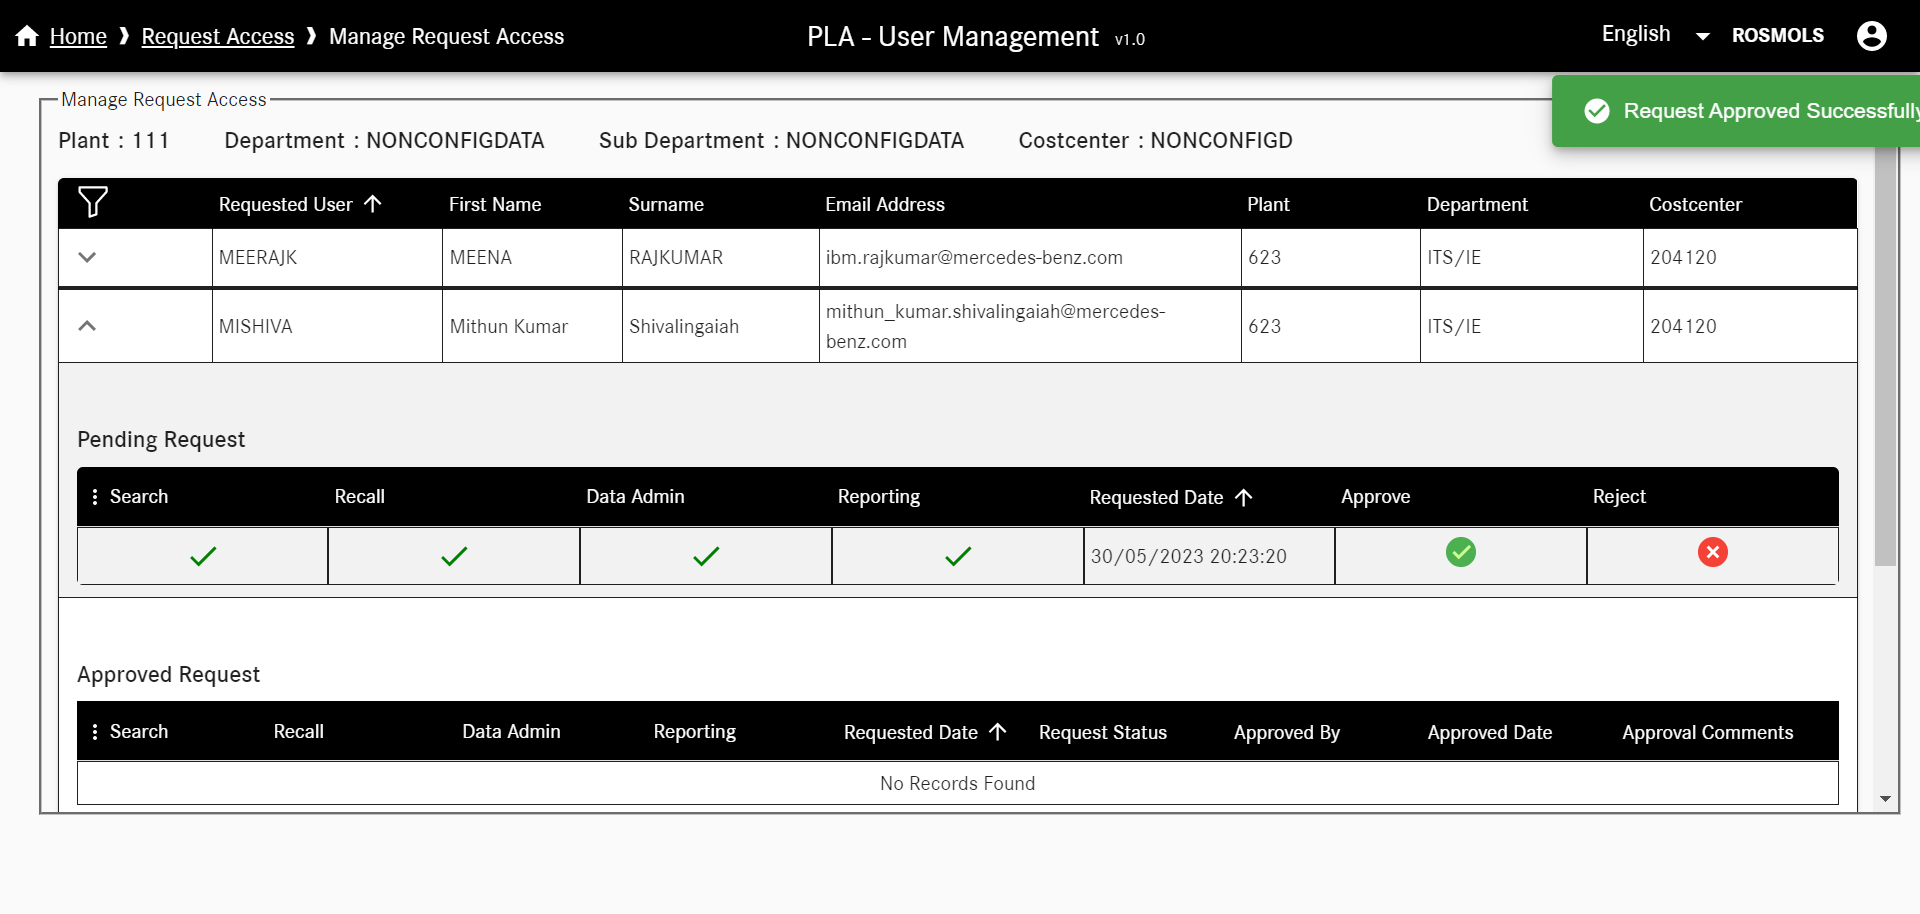 Home ❱ Request Access ❱ Manage Request Access
PLA - User Management v1.0
English
ROSMOLS
Request Approved Successfully
Manage Request Access
Plant : 111 Department : NONCONFIGDATA Sub Department : NONCONFIGDATA Costcenter : NONCONFIGD
Requested User First Name Surname Email Address Plant Department Costcenter
MEERAJK MEENA RAJKUMAR ibm.rajkumar@mercedes-benz.com 623 ITS/IE 204120
MISHIVA Mithun Kumar Shivalingaiah mithun_kumar.shivalingaiah@mercedes-
benz.com 623 ITS/IE 204120
Pending Request
Search Recall Data Admin Reporting Requested Date Approve Reject
30/05/2023 20:23:20
Approved Request
Search Recall Data Admin Reporting Requested Date Request Status Approved By Approved Date Approval Comments
No Records Found